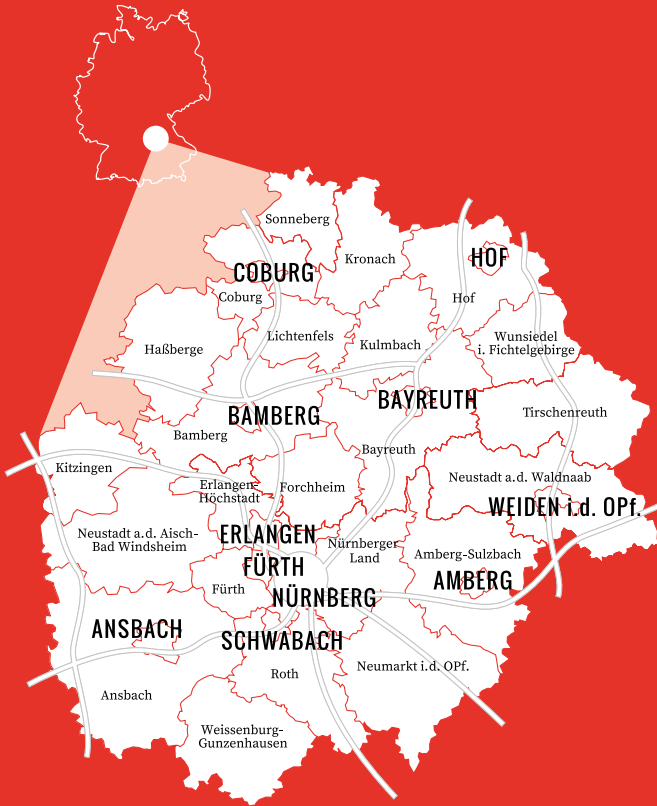 Sonneberg
Kronach
HOF
COBURG
Coburg
Hof
Lichtenfels
Kulmbach
Wunsiedel
i. Fichtelgebirge
Haßberge
BAYREUTH
BAMBERG
Tirschenreuth
Bamberg
Bayreuth
Kitzingen
Neustadt a.d. Waldnaab
Erlangen-
Höchstadt
Forchheim
WEIDEN i.d. OPf.
Neustadt a.d. Aisch-
Bad Windsheim
ERLANGEN
Nürnberger
Land
Amberg-Sulzbach
FÜRTH
AMBERG
Fürth
NÜRNBERG
ANSBACH
SCHWABACH
Neumarkt i.d. OPf.
Roth
Ansbach
Weissenburg-
Gunzenhausen